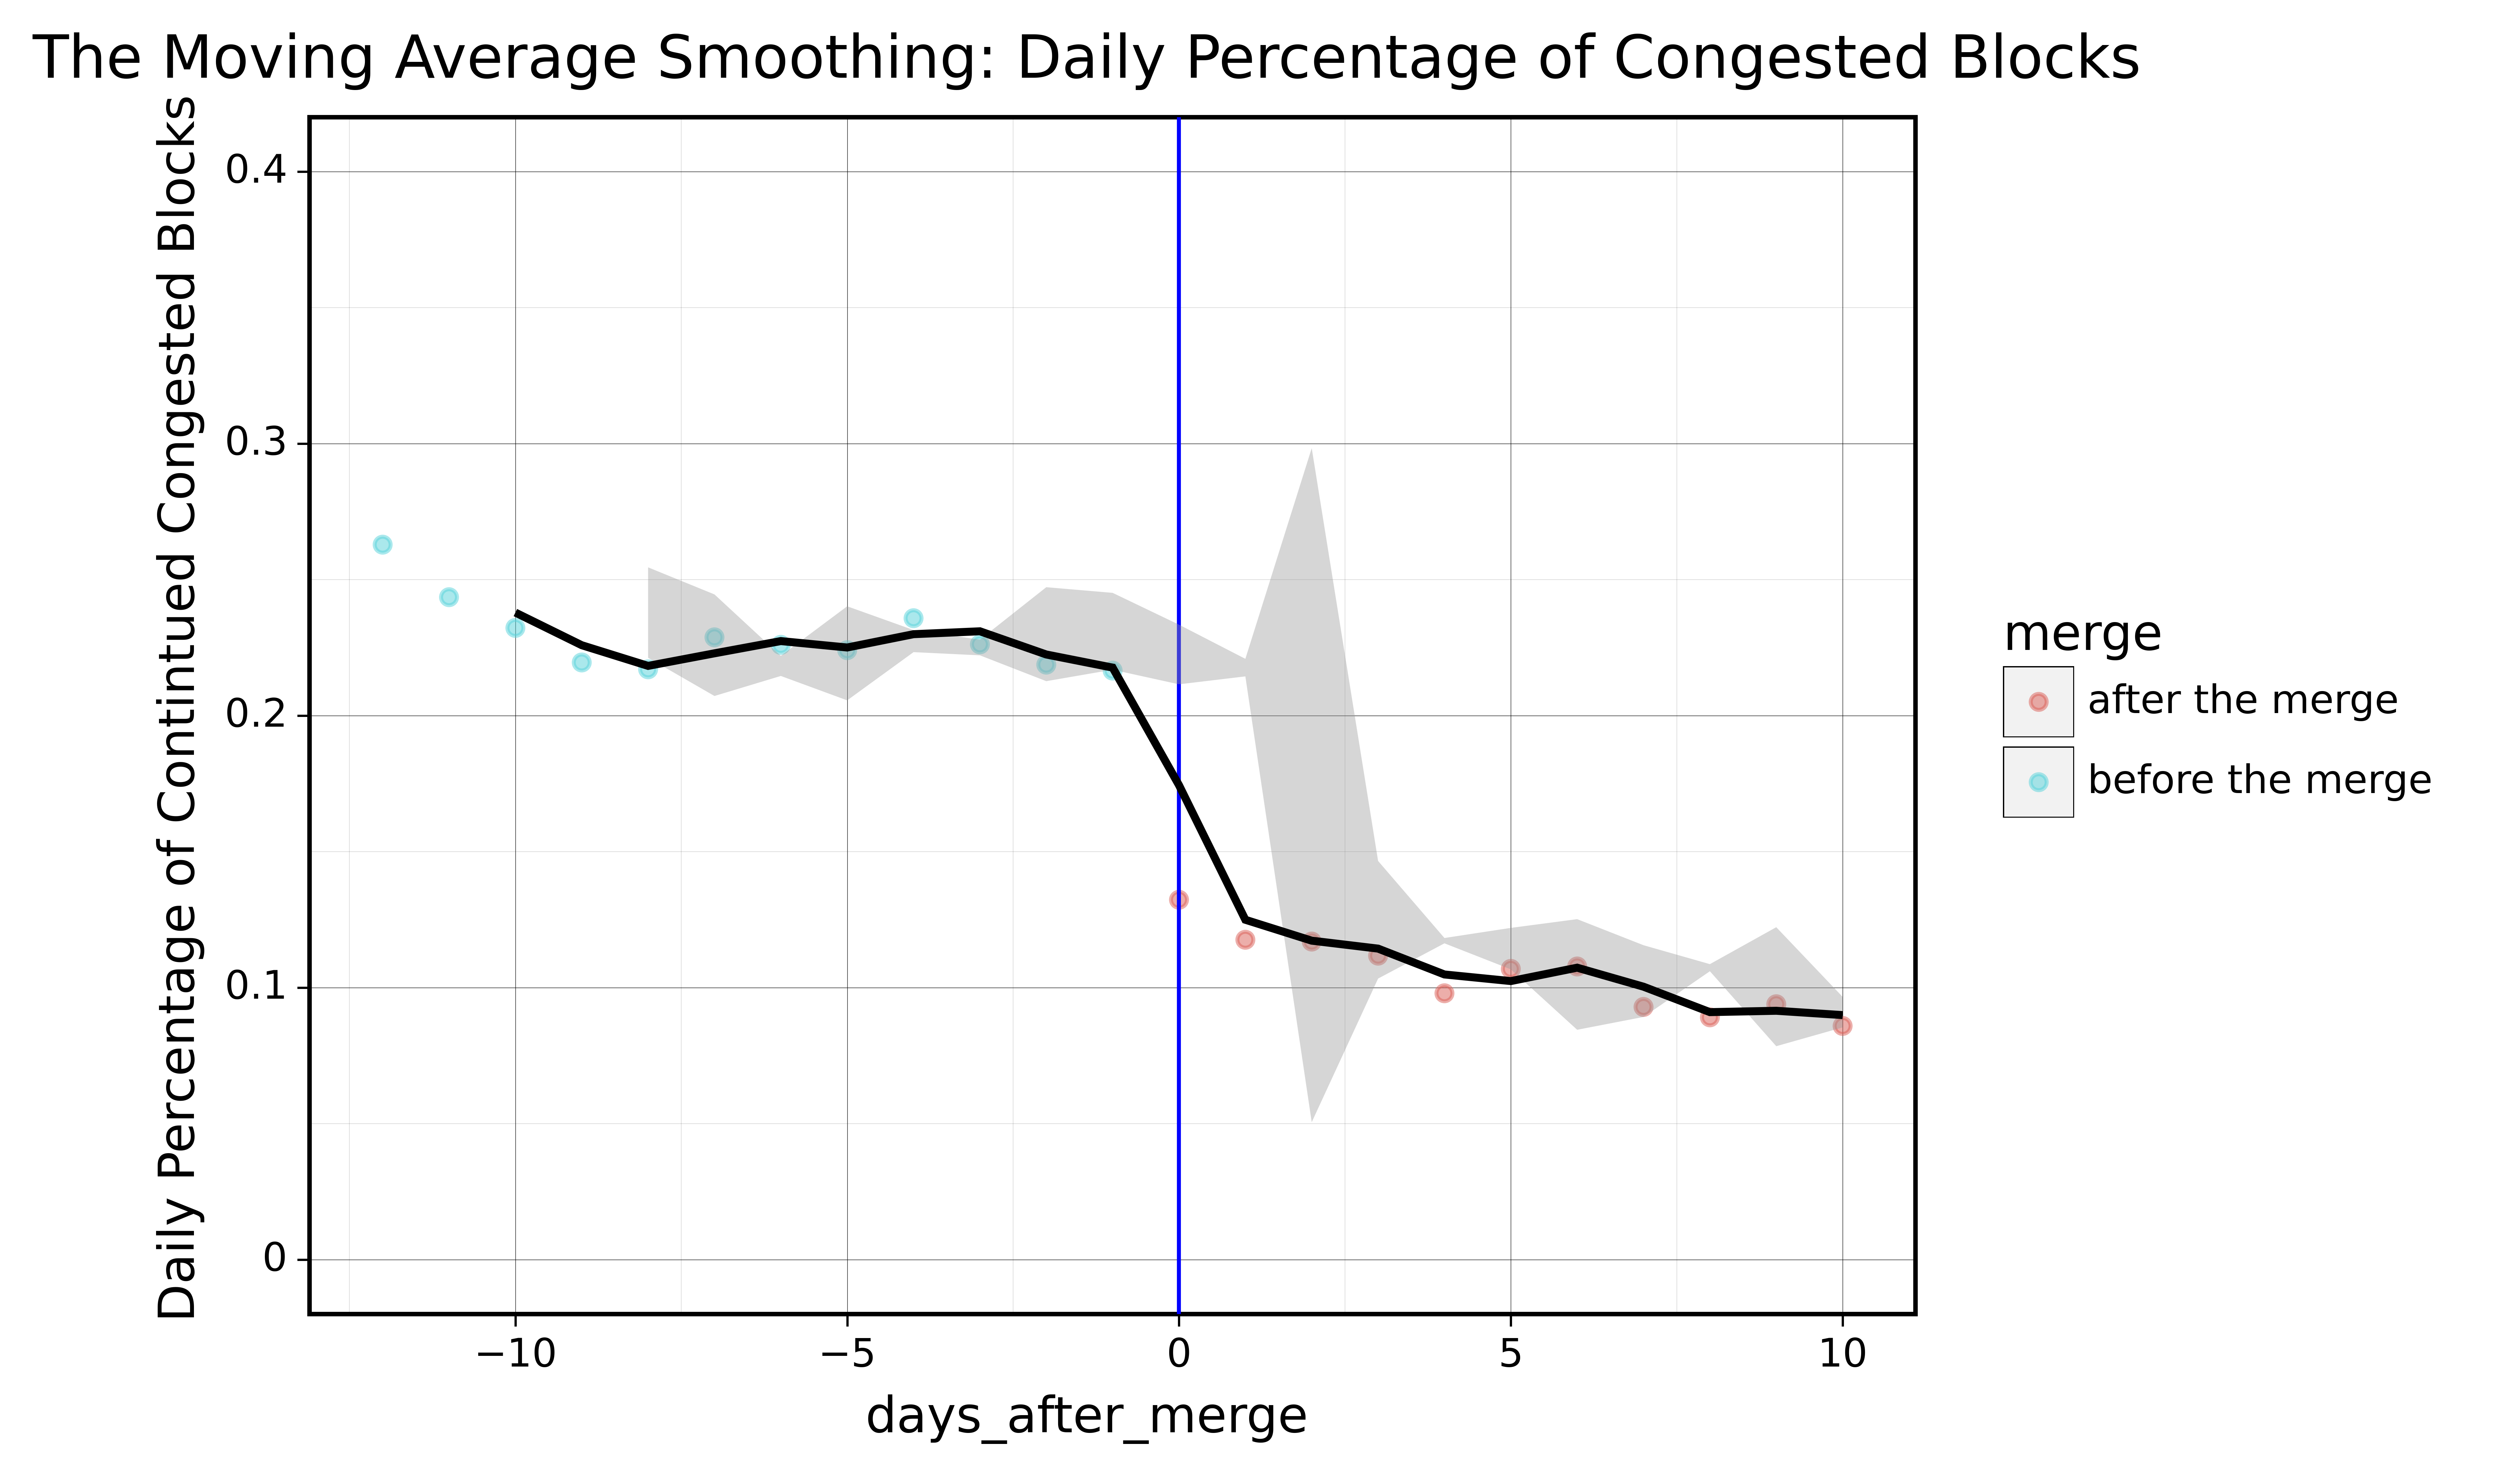 The Moving Average Smoothing: Daily Percentage of Congested Blocks
Daily Percentage of Contintued Congested Blocks
0.4
0.3
0.2
0.1
0
−10
−5
0
5
10
days_after_merge
merge
after the merge
before the merge